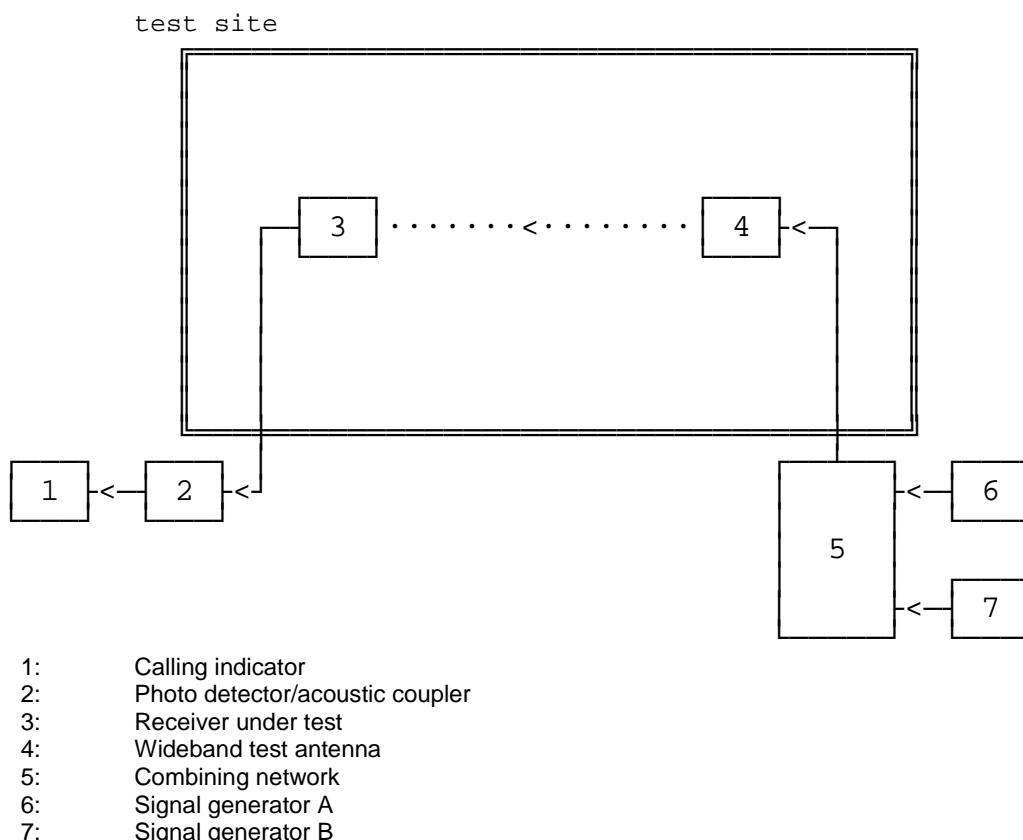 test site
3
4
1
2
6
5
7
1: Calling indicator
2: Photo detector/acoustic coupler
3: Receiver under test
4: Wideband test antenna
5: Combining network
6: Signal generator A
7: Signal generator B